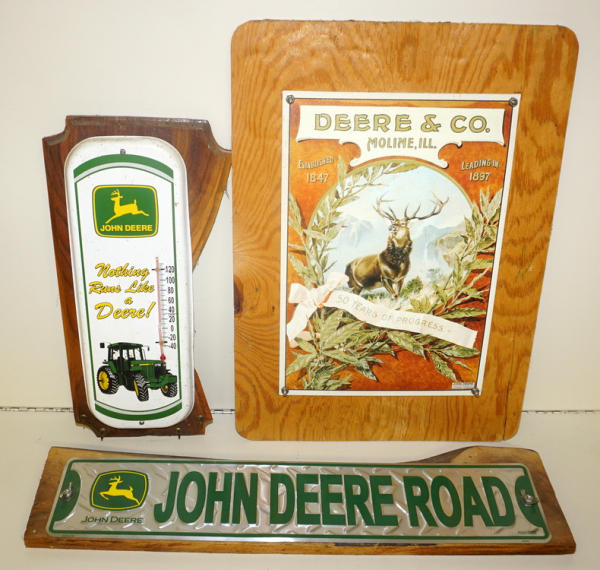 JOHN DEERE
Nothing
Runs Like
a
Deere!
120
100
80
60
40
20
0
-20
-40
DEERE & CO.
MOLINE, ILL.
ESTABLISHED
1847
LEADING IN
1897
50 YEARS OF PROGRESS
JOHN DEERE
JOHN DEERE ROAD